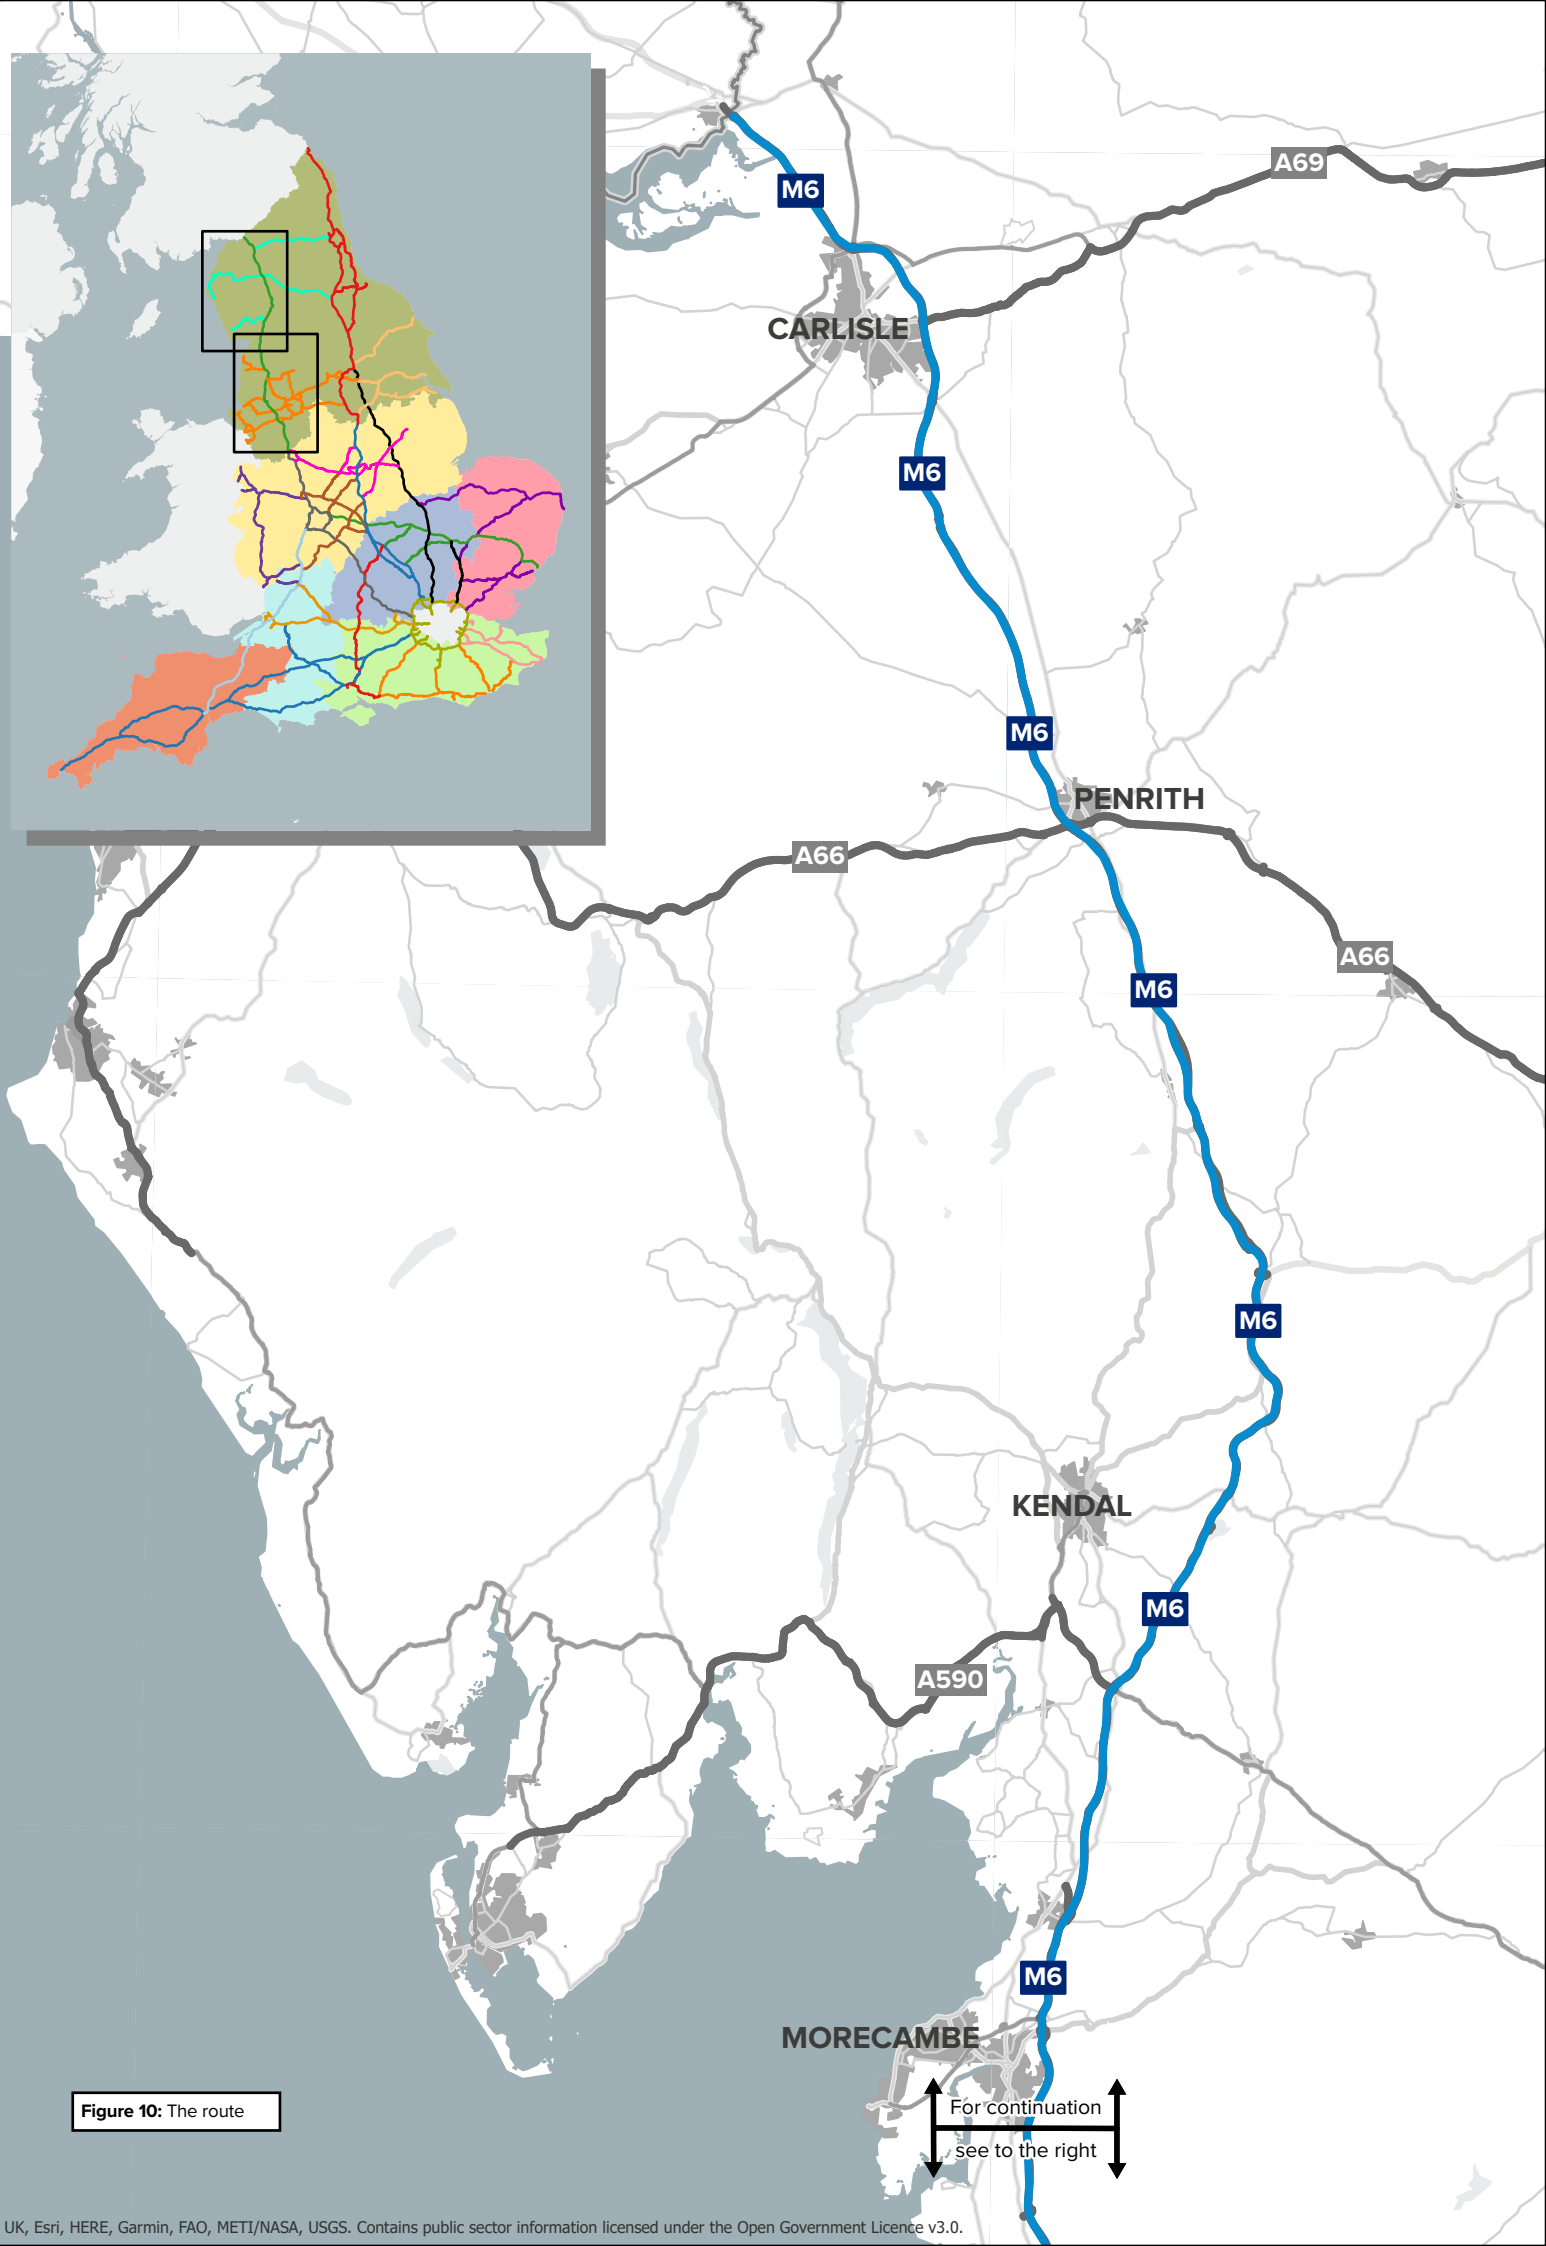 A69
M6
CARLISLE
M6
M6
PENRITH
A66
A66
M6
M6
KENDAL
M6
A590
M6
MORECAMBE
For continuation
see to the right
Figure 10: The route
UK, Esri, HERE, Garmin, FAO, METI/NASA, USGS. Contains public sector information licensed under the Open Government Licence v3.0.